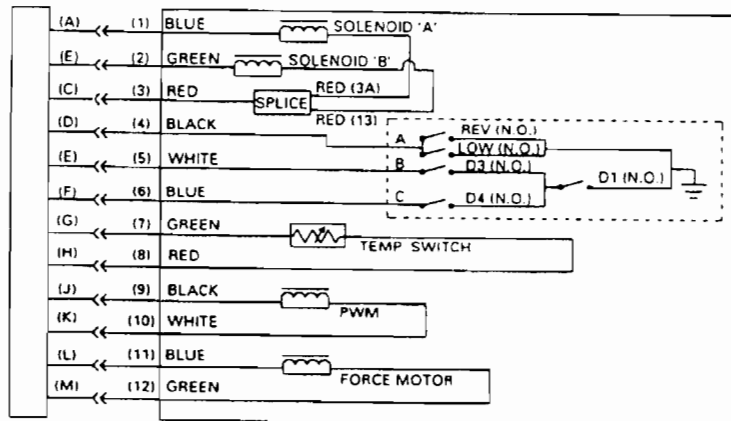 (A) (1) BLUE SOLENOID 'A'
(E) (2) GREEN SOLENOID 'B'
(C) (3) RED SPLICE RED (3A)
RED (13)
(D) (4) BLACK A REV (N.O.)
LOW (N.O.)
(E) (5) WHITE B D3 (N.O.)
D1 (N.O.)
(F) (6) BLUE C D4 (N.O.)
(G) (7) GREEN
TEMP SWITCH
(H) (8) RED
(J) (9) BLACK
PWM
(K) (10) WHITE
(L) (11) BLUE
FORCE MOTOR
(M) (12) GREEN